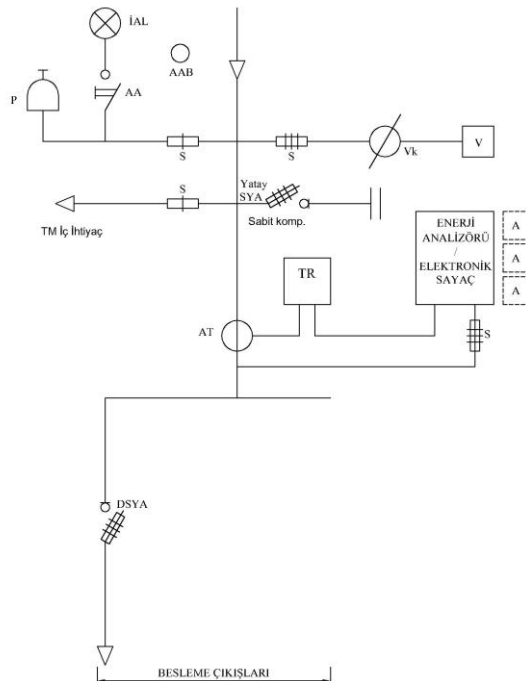 İAL
AAB
P
AA
S
S
Vk
V
S
Yatay
SYA
Sabit komp.
TM İç İhtiyaç
ENERJİ
ANALİZÖRÜ
/
ELEKTRONİK
SAYAÇ
A
A
A
TR
AT
S
DSYA
BESLEME ÇIKIŞLARI